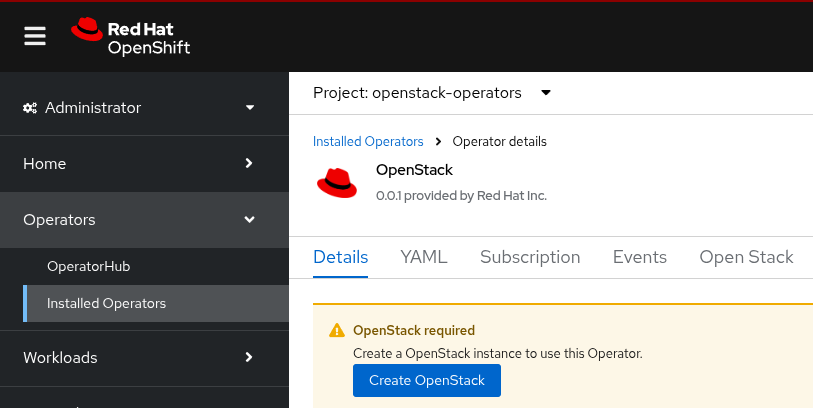 Red Hat
OpenShift
Administrator
Home
Operators
OperatorHub
Installed Operators
Workloads
Project: openstack-operators
Installed Operators
Operator details
OpenStack
0.0.1 provided by Red Hat Inc.
Details
YAML
Subscription
Events
Open Stack
OpenStack required
Create a OpenStack instance to use this Operator.
Create OpenStack